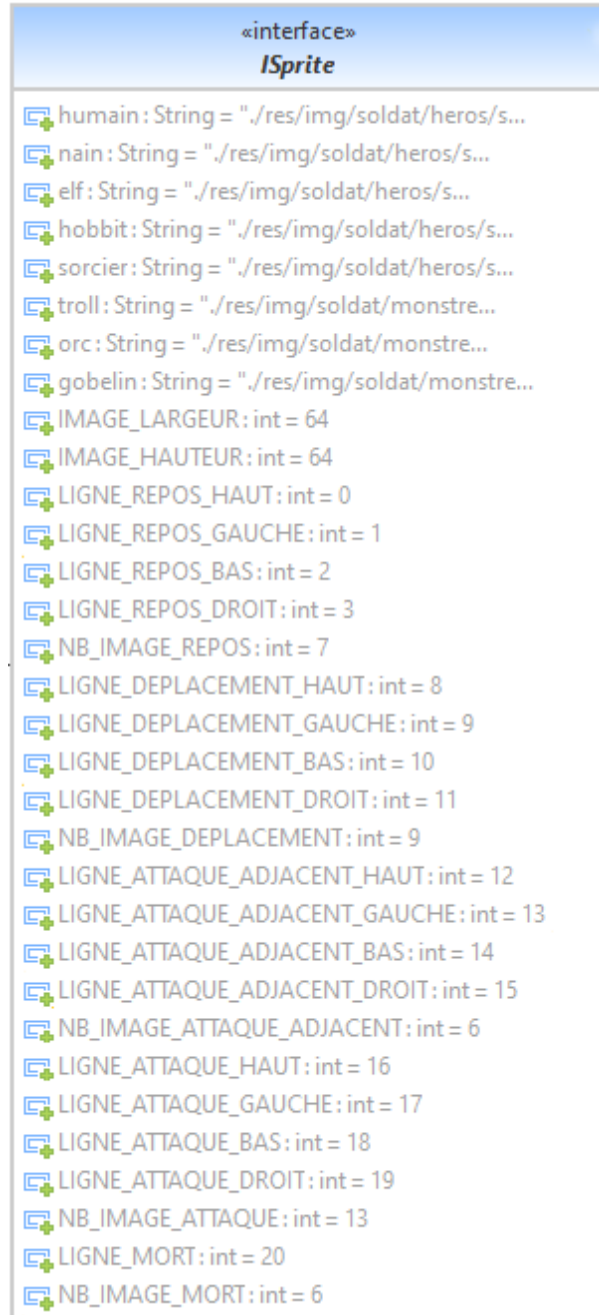 «interface»
ISprite
humain : String = "./res/img/soldat/heros/s...
nain : String = "./res/img/soldat/heros/s...
elf : String = "./res/img/soldat/heros/s...
hobbit : String = "./res/img/soldat/heros/s...
sorcier : String = "./res/img/soldat/heros/s...
troll : String = "./res/img/soldat/monstre...
orc : String = "./res/img/soldat/monstre...
gobelin : String = "./res/img/soldat/monstre...
IMAGE_LARGEUR : int = 64
IMAGE_HAUTEUR : int = 64
LIGNE_REPOS_HAUT : int = 0
LIGNE_REPOS_GAUCHE : int = 1
LIGNE_REPOS_BAS : int = 2
LIGNE_REPOS_DROIT : int = 3
NB_IMAGE_REPOS : int = 7
LIGNE_DEPLACEMENT_HAUT : int = 8
LIGNE_DEPLACEMENT_GAUCHE : int = 9
LIGNE_DEPLACEMENT_BAS : int = 10
LIGNE_DEPLACEMENT_DROIT : int = 11
NB_IMAGE_DEPLACEMENT : int = 9
LIGNE_ATTAQUE_ADJACENT_HAUT : int = 12
LIGNE_ATTAQUE_ADJACENT_GAUCHE : int = 13
LIGNE_ATTAQUE_ADJACENT_BAS : int = 14
LIGNE_ATTAQUE_ADJACENT_DROIT : int = 15
NB_IMAGE_ATTAQUE_ADJACENT : int = 6
LIGNE_ATTAQUE_HAUT : int = 16
LIGNE_ATTAQUE_GAUCHE : int = 17
LIGNE_ATTAQUE_BAS : int = 18
LIGNE_ATTAQUE_DROIT : int = 19
NB_IMAGE_ATTAQUE : int = 13
LIGNE_MORT : int = 20
NB_IMAGE_MORT : int = 6